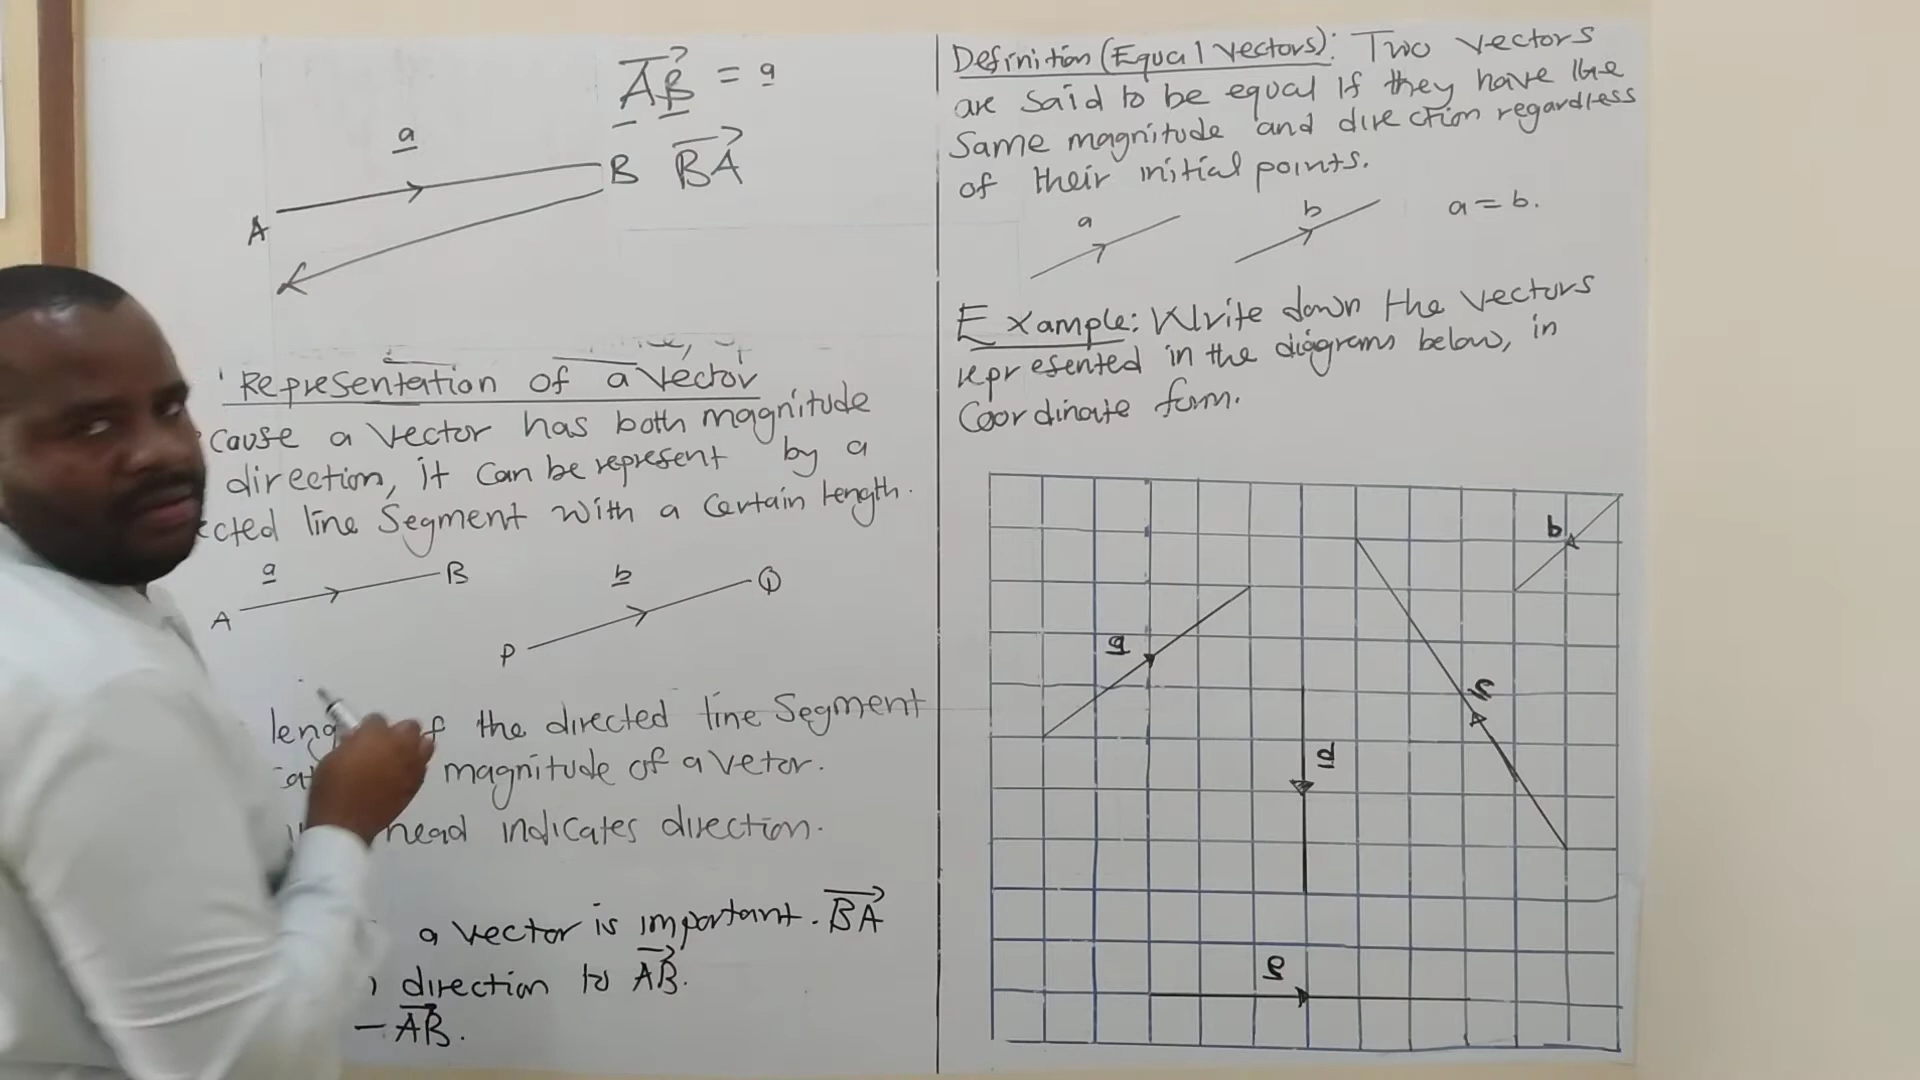 AB = a
a
B BA
A
Representation of a vector
cause a vector has both magnitude
direction, it can be represent by a
cted line Segment with a Certain length.
a
A B
b
P Q
leng f the directed line Segment
magnitude of a vetor.
head indicates direction.
a vector is important. BA
direction to AB.
- AB.
Definition (Equal vectors): Two vectors
are said to be equal if they have the
Same magnitude and direction regardless
of their initial points.
a b a = b.
Example: Write down the vectors
represented in the diagrams below, in
Coordinate form.
b
a
c
d
e